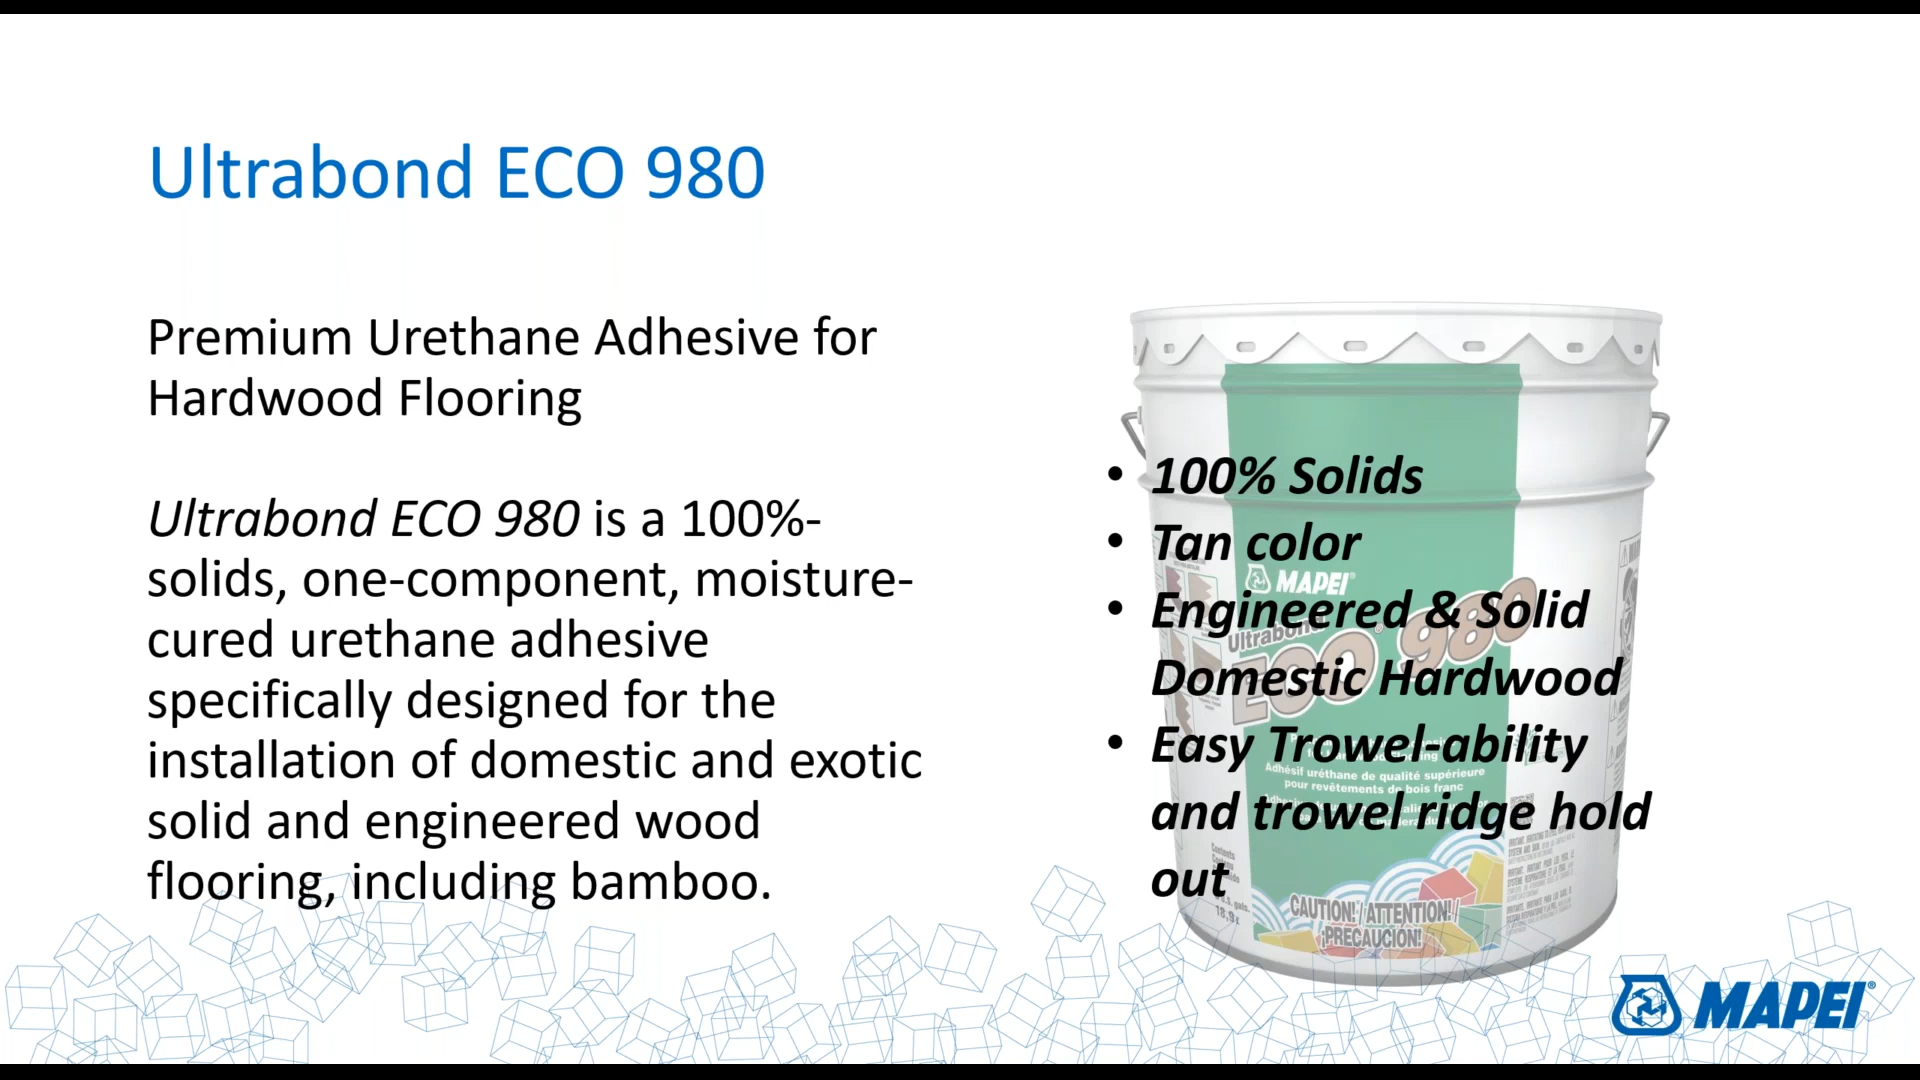 Ultrabond ECO 980
Premium Urethane Adhesive for
Hardwood Flooring
Ultrabond ECO 980 is a 100%-
solids, one-component, moisture-
cured urethane adhesive
specifically designed for the
installation of domestic and exotic
solid and engineered wood
flooring, including bamboo.
• 100% Solids
• Tan color
• Engineered & Solid
Domestic Hardwood
• Easy Trowel-ability
and trowel ridge hold
out
MAPEI
Ultrabond
ECO 980
Adhésif uréthane de qualité supérieure
pour revêtements de bois franc
CAUTION! / ATTENTION! /
¡PRECAUCION!
MAPEI